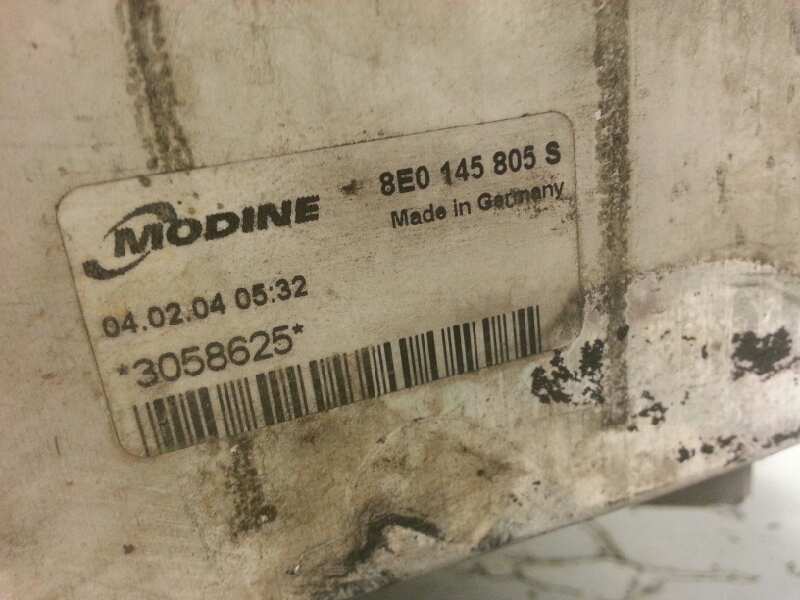 8E0 145 805 S
MODINE
Made in Germany
04.02.04 05:32
*3058625*